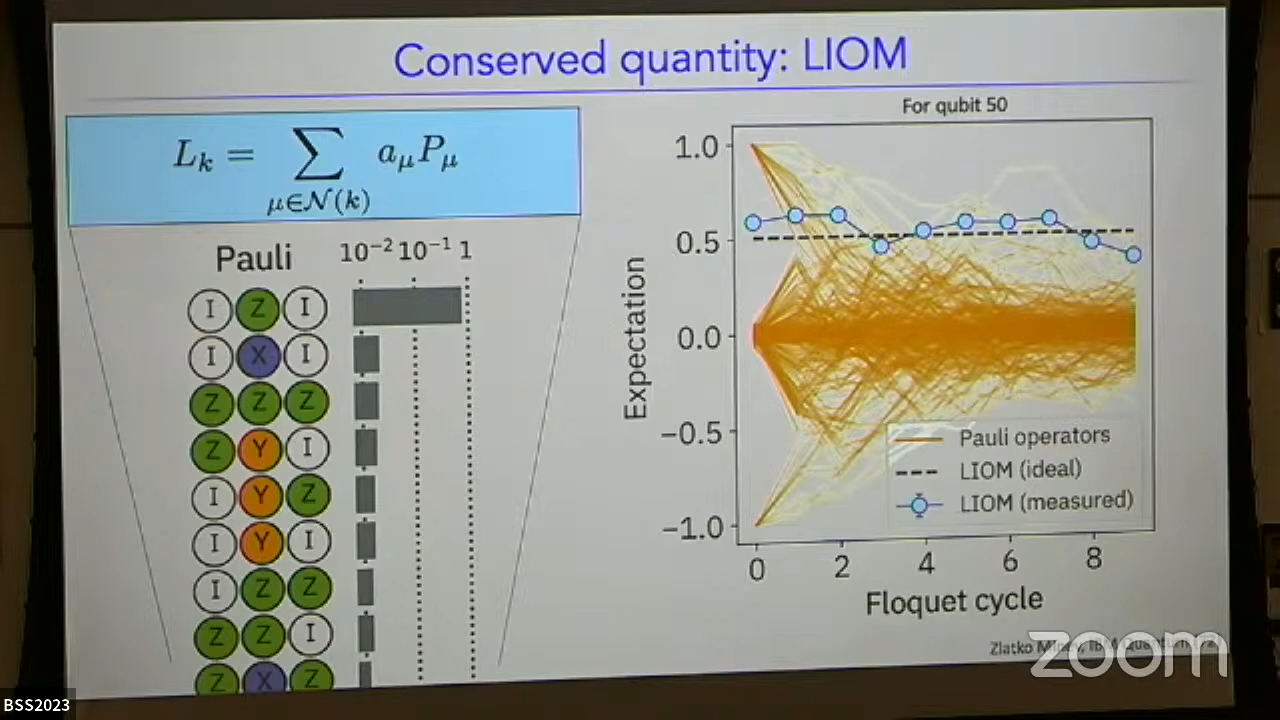 Conserved quantity: LIOM
L_k = ∑ a_μ P_μ
μ∈N(k)
Pauli 10^-2 10^-1 1
I Z I
I X I
Z Z Z
Z Y I
I Y Z
I Y I
I Z Z
Z Z I
Z X Z
For qubit 50
Expectation
1.0
0.5
0.0
−0.5
−1.0
Pauli operators
LIOM (ideal)
LIOM (measured)
0 2 4 6 8
Floquet cycle
Zlatko
zoom
BSS2023